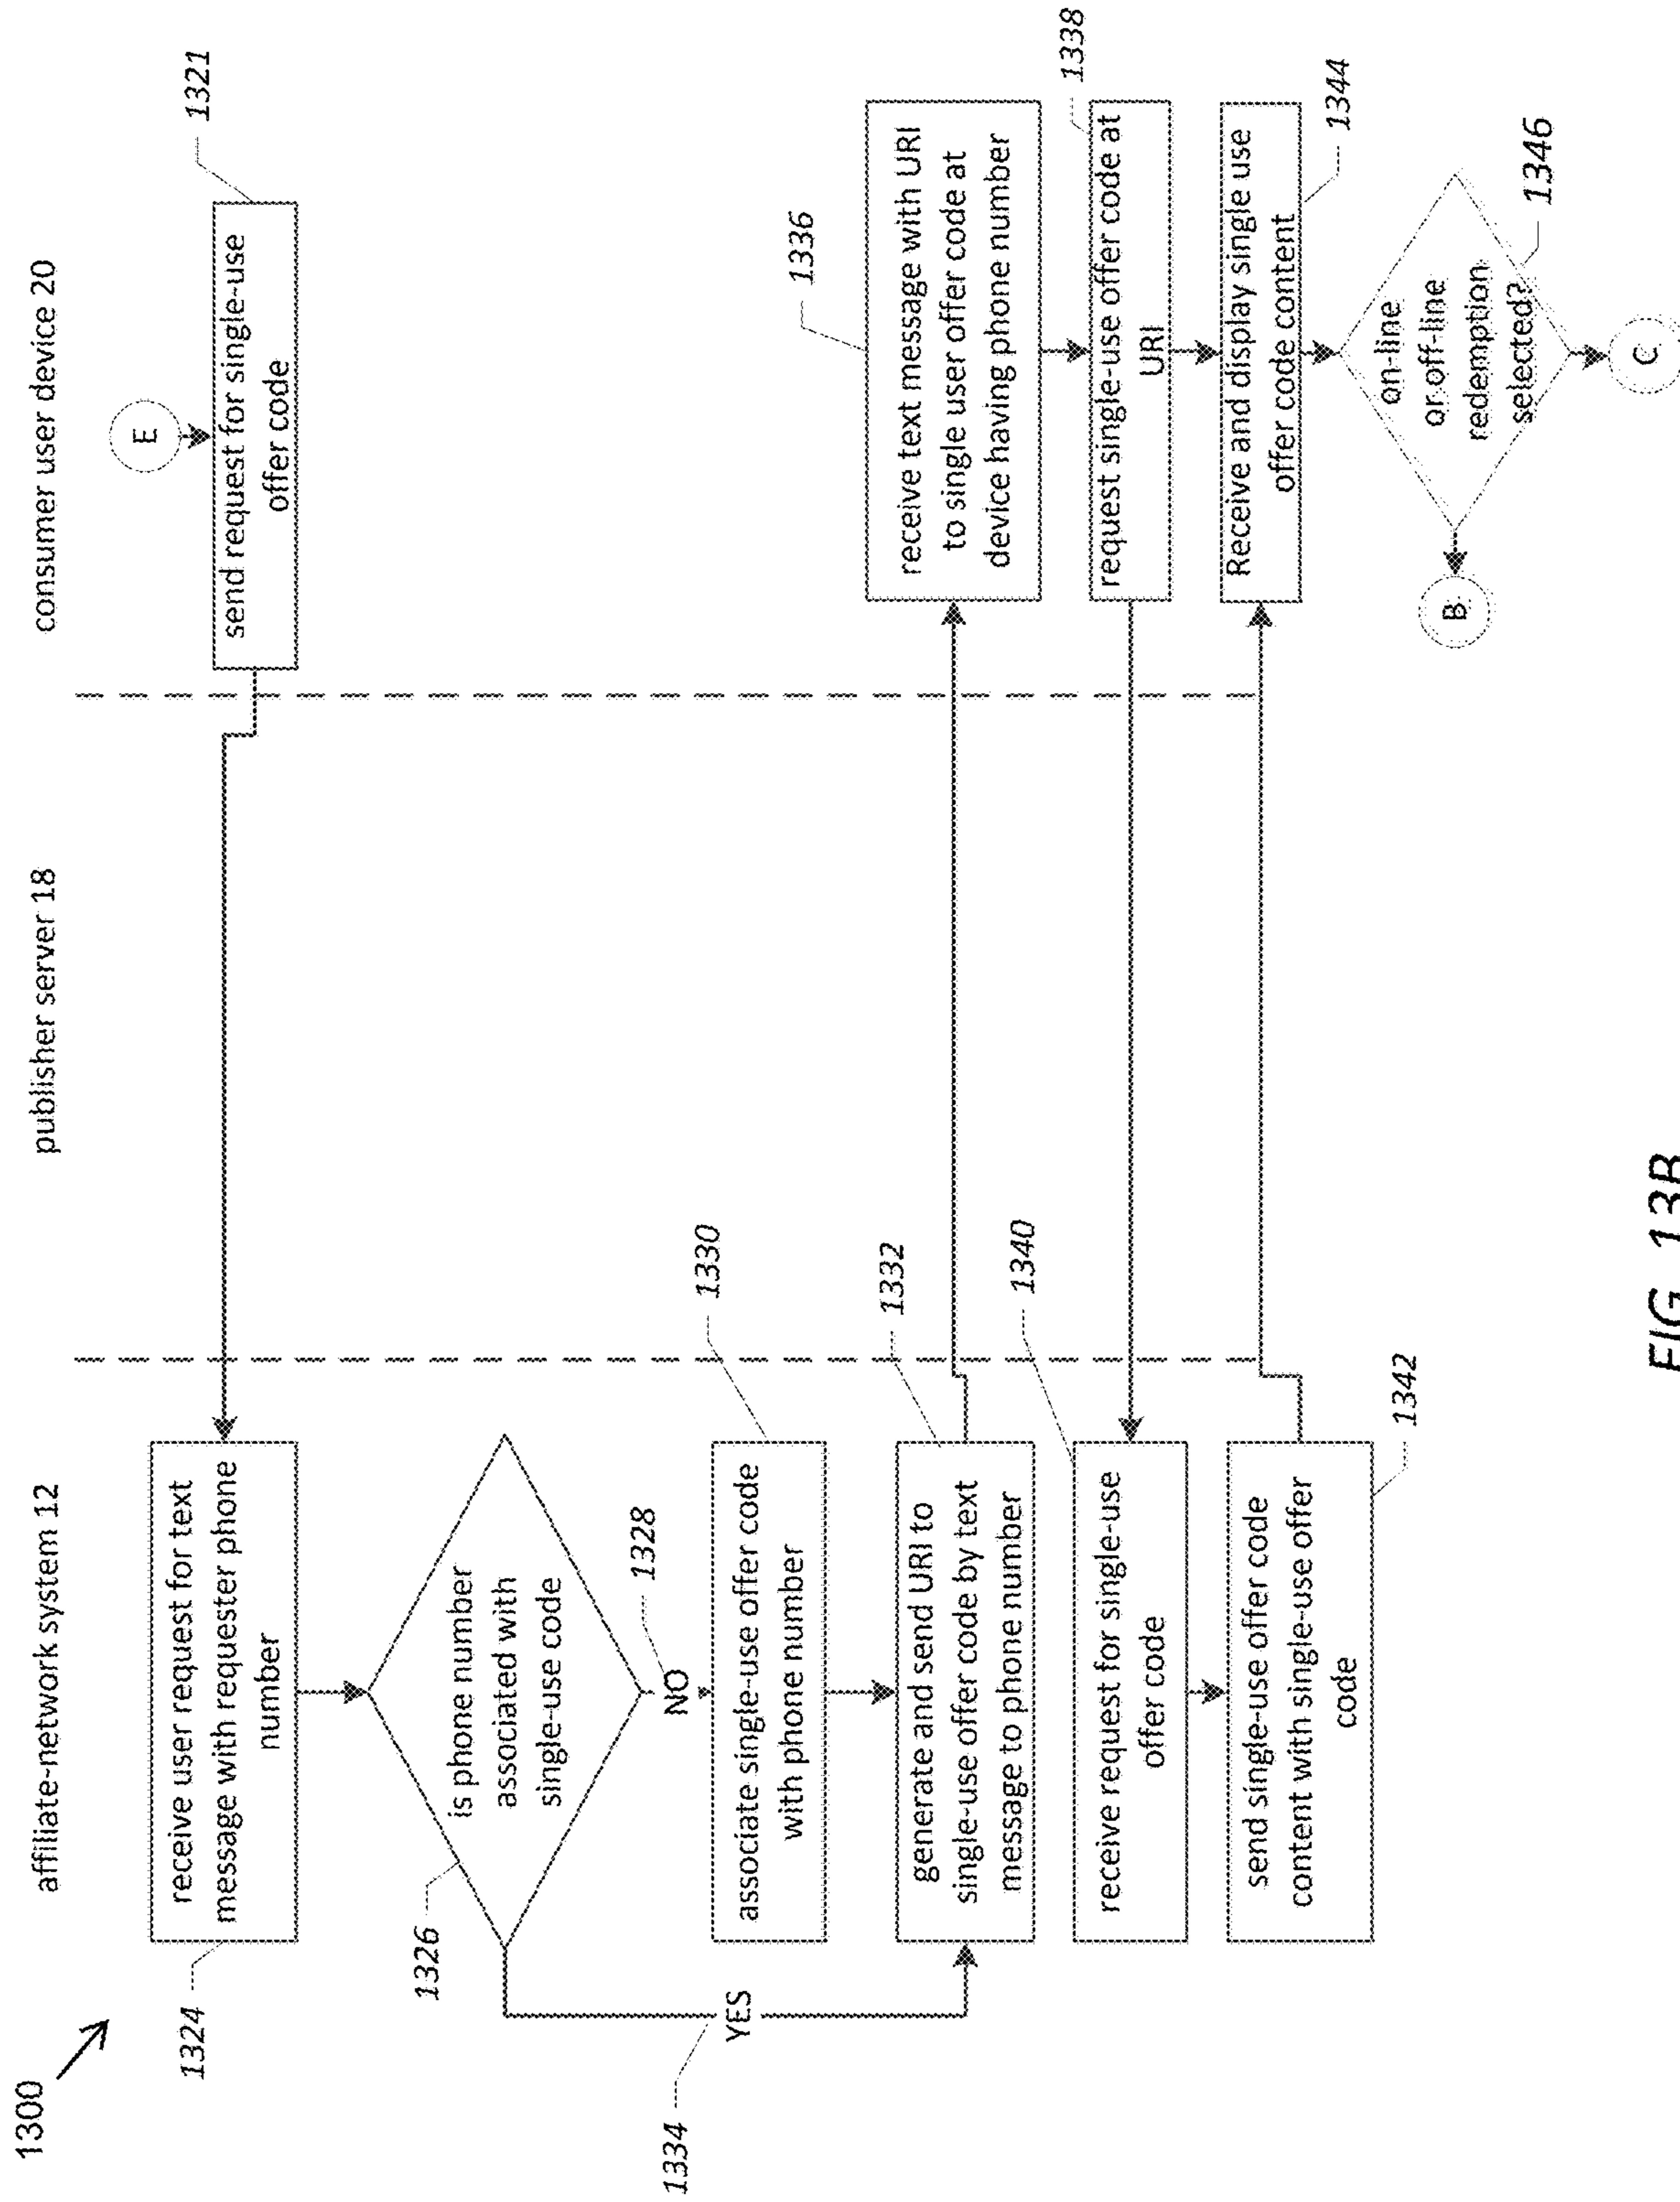 1300
affiliate-network system 12
publisher server 18
consumer user device 20
E
1321
send request for single-use
offer code
1324
receive user request for text
message with requester phone
number
1326
is phone number
associated with
single-use code
1328
NO
1334
YES
1330
associate single-use offer code
with phone number
1332
generate and send URI to
single-use offer code by text
message to phone number
1336
receive text message with URI
to single user offer code at
device having phone number
1338
request single-use offer code at
URI
1340
receive request for single-use
offer code
1342
send single-use offer code
content with single-use offer
code
1344
Receive and display single use
offer code content
1346
on-line
or off-line
redemption
selected?
B
C
FIG. 13B